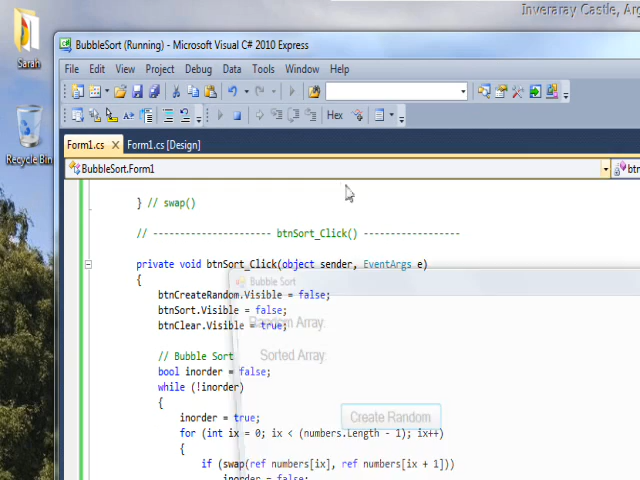 Inveraray Castle, Arg
Sarah
Recycle Bin
BubbleSort (Running) - Microsoft Visual C# 2010 Express
File Edit View Project Debug Data Tools Window Help
Hex
Form1.cs X Form1.cs [Design]
BubbleSort.Form1
btn
} // swap()
// ---------------------- btnSort_Click() ------------------
private void btnSort_Click(object sender, EventArgs e)
{
Bubble Sort
btnCreateRandom.Visible = false;
btnSort.Visible = false;
Random Array:
btnClear.Visible = true;
Sorted Array:
// Bubble Sort
bool inorder = false;
while (!inorder)
{
Create Random
inorder = true;
for (int ix = 0; ix < (numbers.Length - 1); ix++)
{
if (swap(ref numbers[ix], ref numbers[ix + 1]))
inorder = false;